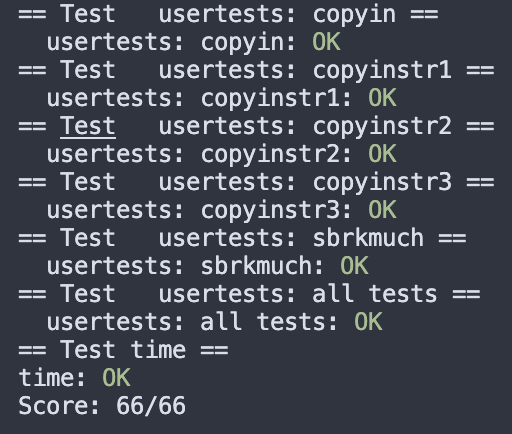 == Test   usertests: copyin ==
  usertests: copyin: OK
== Test   usertests: copyinstr1 ==
  usertests: copyinstr1: OK
== Test   usertests: copyinstr2 ==
  usertests: copyinstr2: OK
== Test   usertests: copyinstr3 ==
  usertests: copyinstr3: OK
== Test   usertests: sbrkmuch ==
  usertests: sbrkmuch: OK
== Test   usertests: all tests ==
  usertests: all tests: OK
== Test time ==
time: OK
Score: 66/66